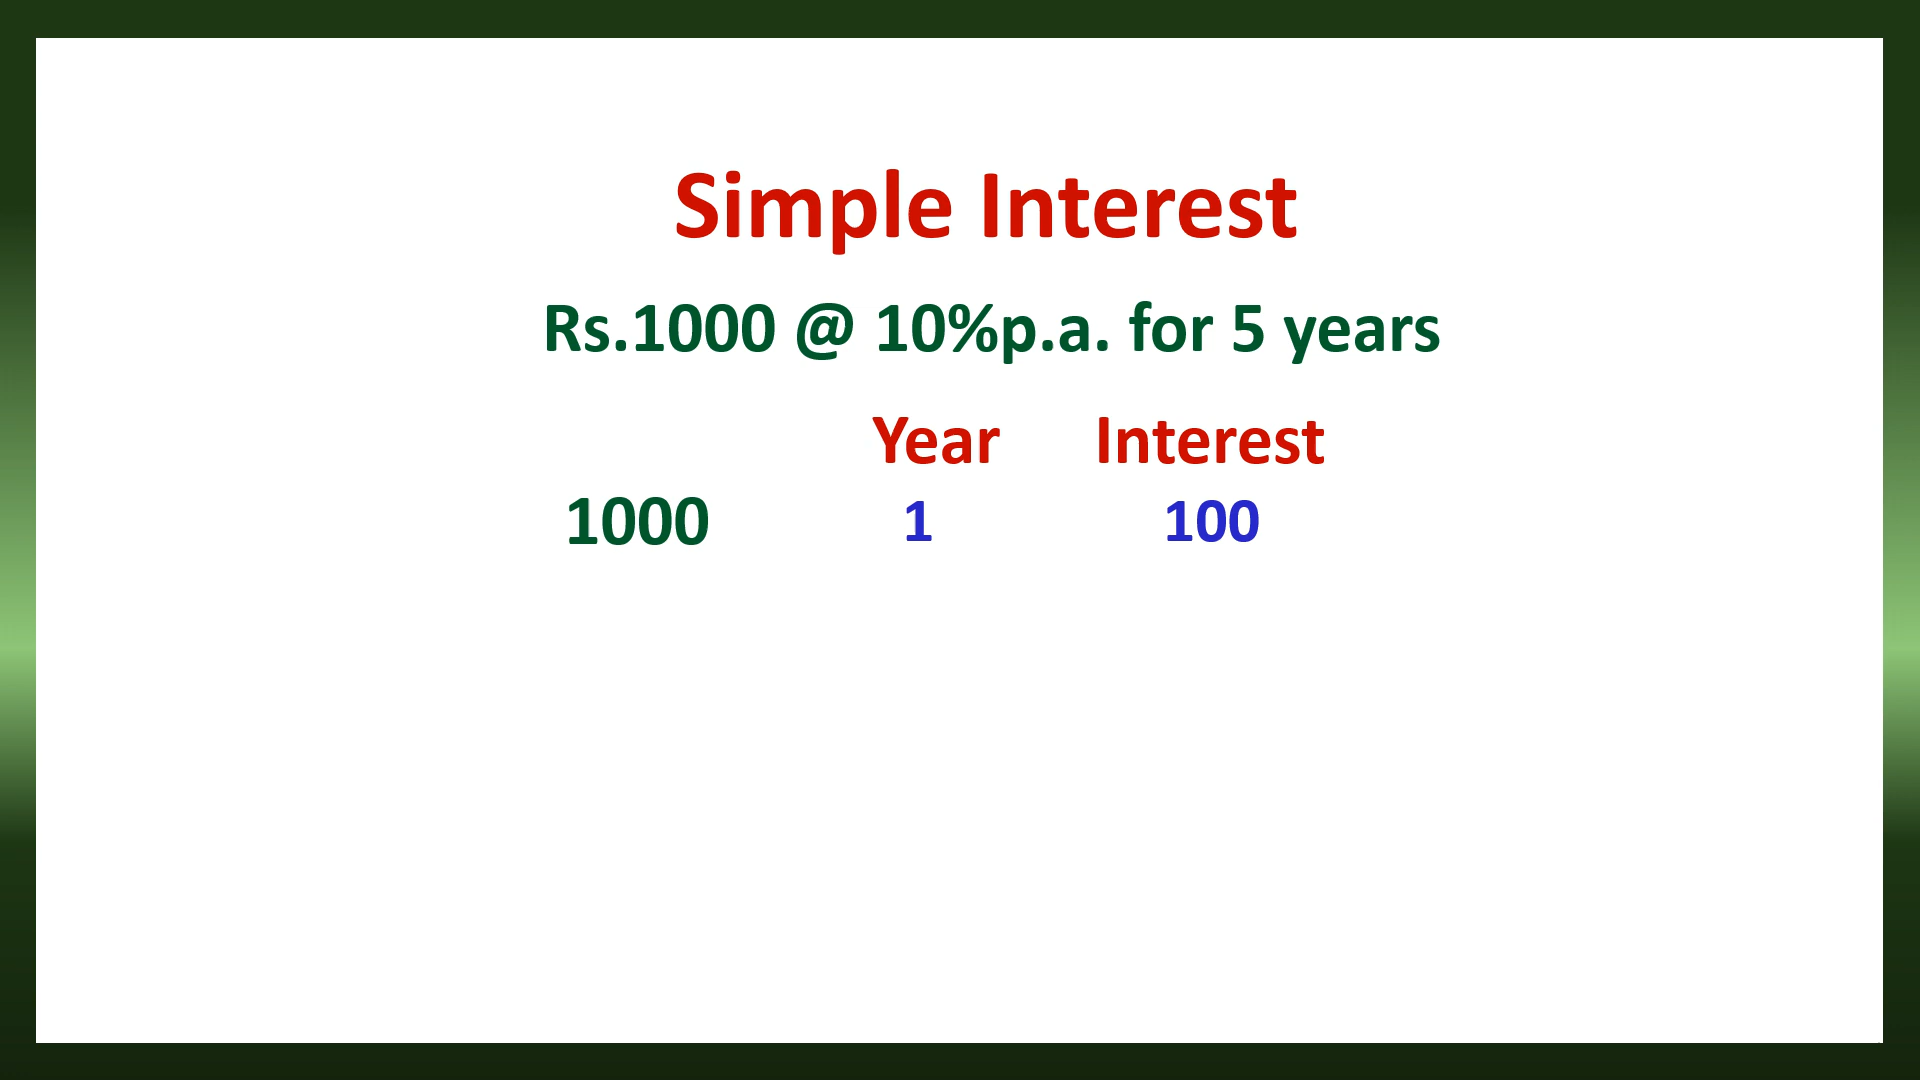 Simple Interest
Rs.1000 @ 10%p.a. for 5 years
Year Interest
1000 1 100